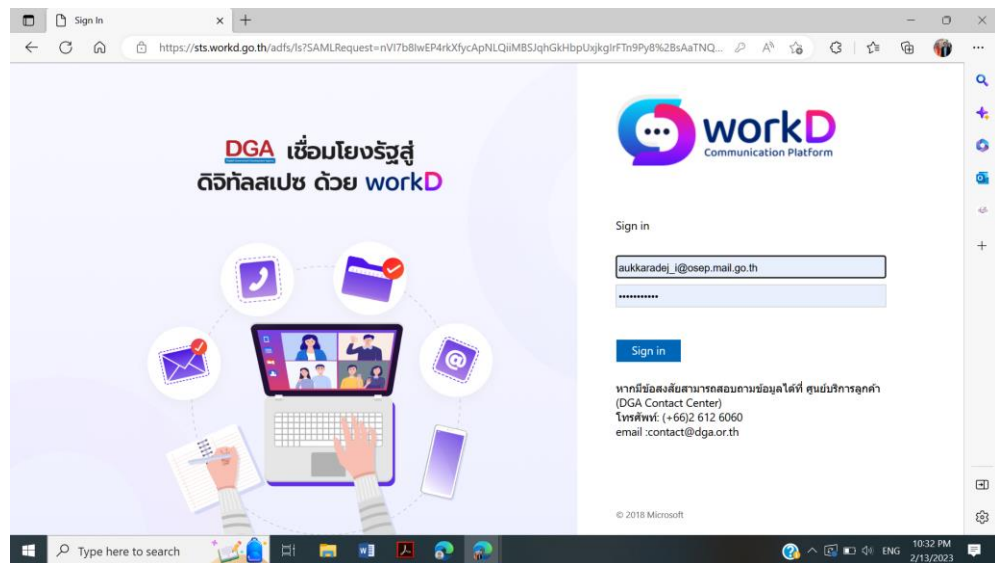 Sign In
https://sts.workd.go.th/adfs/ls?SAMLRequest=nVI7b8IwEP4rkXfycApNLQiiMBSJqhGkHbpUxjkgIrFTn9Py8%2BsAaTNQ...
DGA เชื่อมโยงรัฐสู่
ดิจิทัลสเปซ ด้วย workD
workD
Communication Platform
Sign in
aukkaradej_i@osep.mail.go.th
•••••••••••
Sign in
หากมีข้อสงสัยสามารถสอบถามข้อมูลได้ที่ ศูนย์บริการลูกค้า
(DGA Contact Center)
โทรศัพท์: (+66)2 612 6060
email :contact@dga.or.th
© 2018 Microsoft
Type here to search
ENG
10:32 PM
2/13/2023